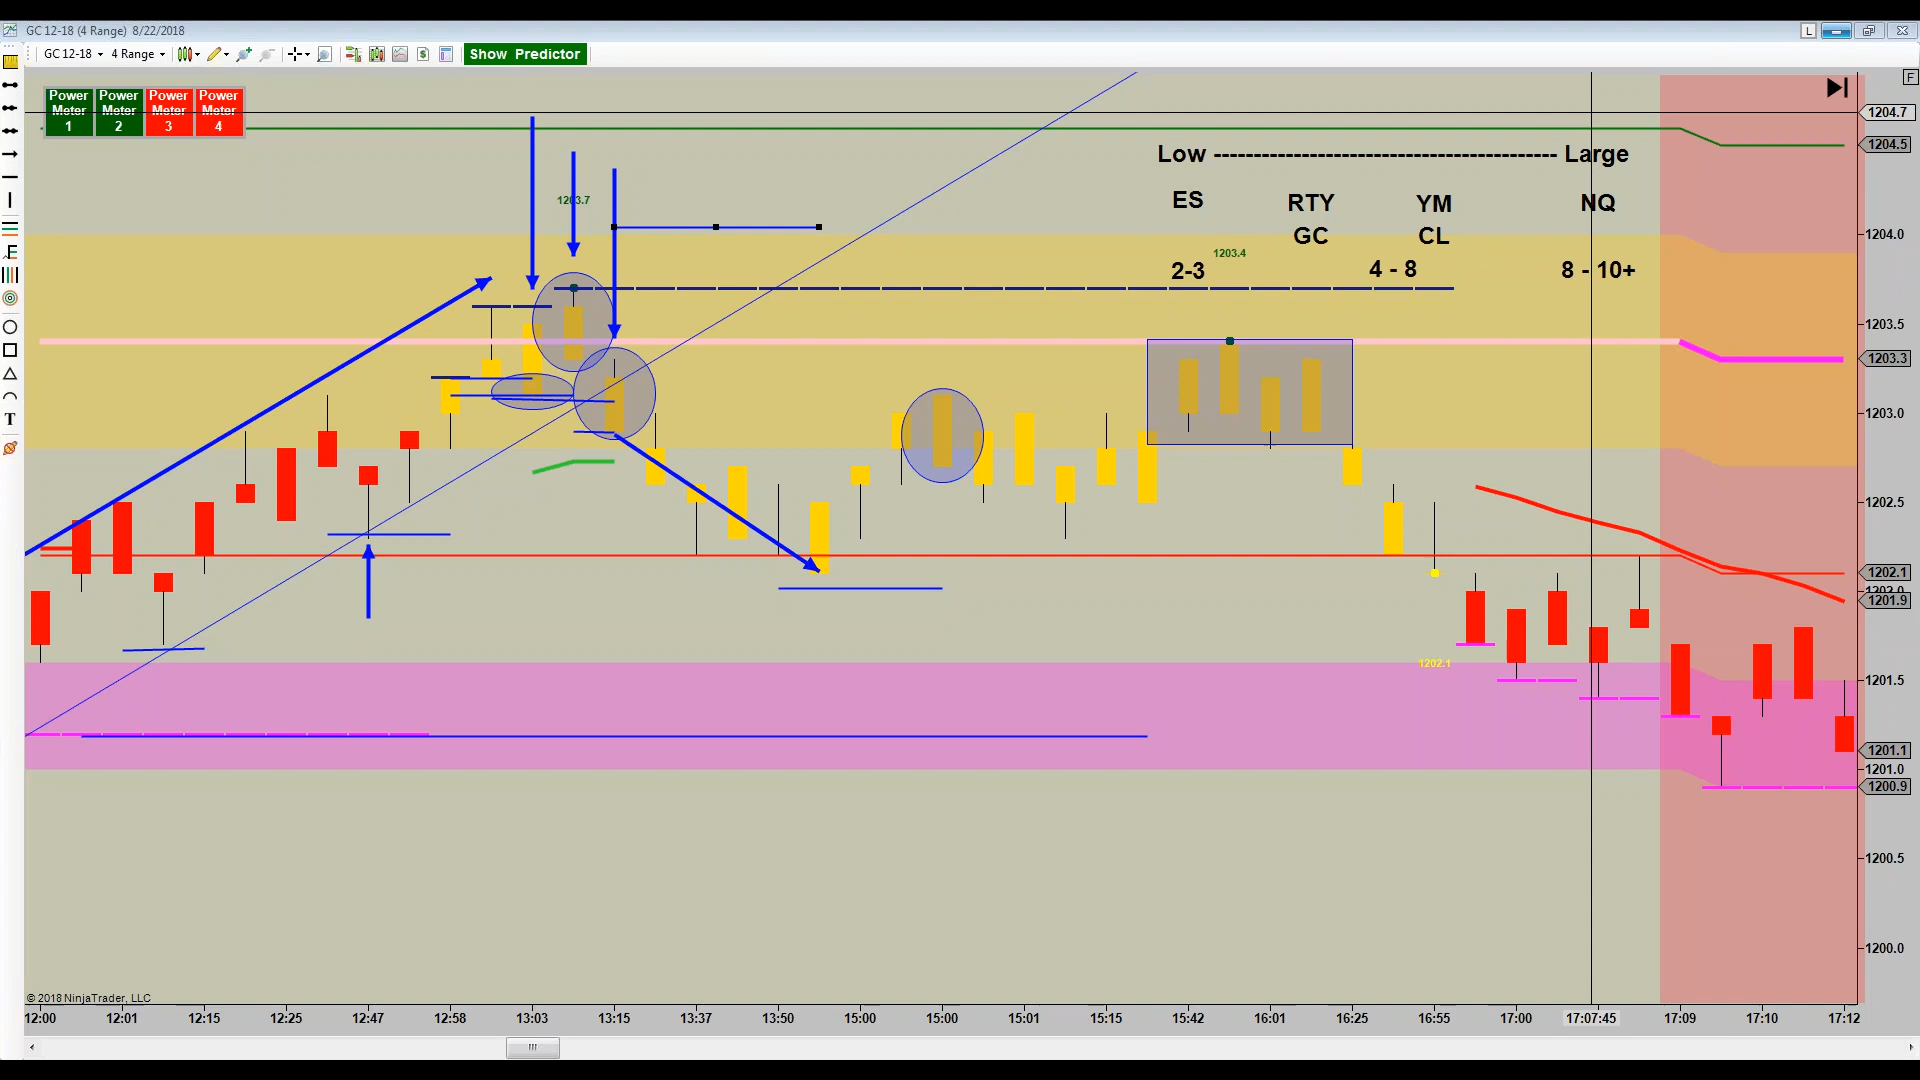 GC 12-18 (4 Range) 8/22/2018
L
GC 12-18 4 Range Show Predictor
F
Power Meter 1
Power Meter 2
Power Meter 3
Power Meter 4
1204.7
1204.5
Low ------------------------------------------- Large
ES RTY YM NQ
GC CL
2-3 4 - 8 8 - 10+
1203.7
1203.4
1202.1
1204.0
1203.5
1203.3
1203.0
1202.5
1202.1
1202.0
1201.9
1201.5
1201.1
1201.0
1200.9
1200.5
1200.0
T
© 2018 NinjaTrader, LLC
12:00 12:01 12:15 12:25 12:47 12:58 13:03 13:15 13:37 13:50 15:00 15:00 15:01 15:15 15:42 16:01 16:25 16:55 17:00 17:07:45 17:09 17:10 17:12